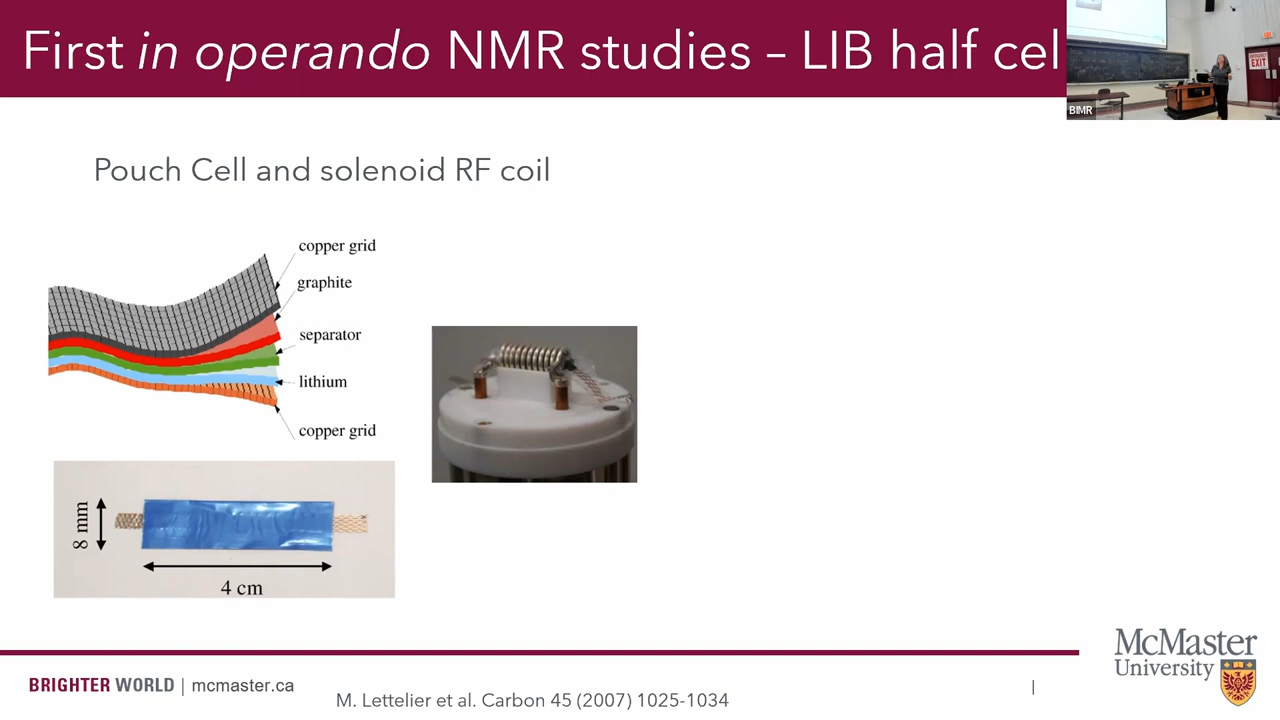 First in operando NMR studies – LIB half cel
EXIT
BIMR
Pouch Cell and solenoid RF coil
copper grid
graphite
separator
lithium
copper grid
8 mm
4 cm
McMaster
University
BRIGHTER WORLD | mcmaster.ca
M. Lettelier et al. Carbon 45 (2007) 1025-1034
|